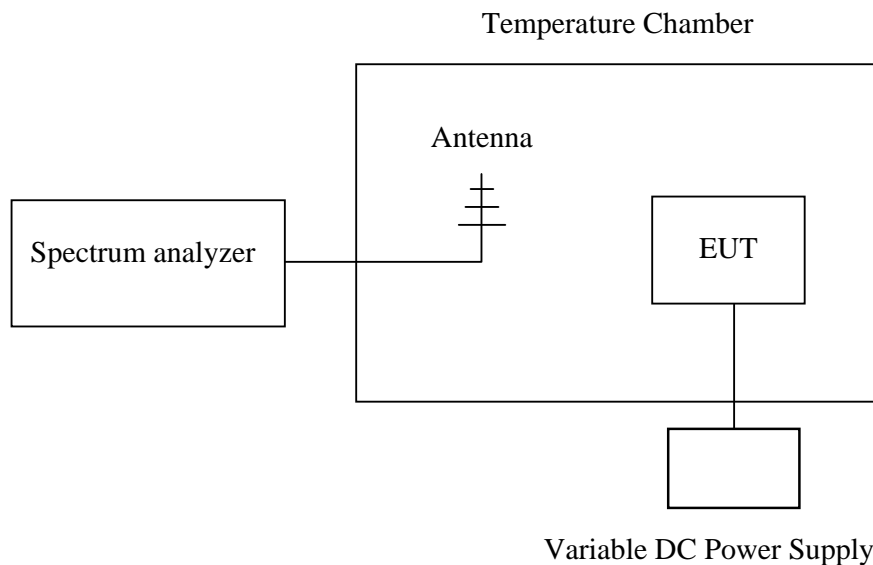 Temperature Chamber
Antenna
Spectrum analyzer
EUT
Variable DC Power Supply